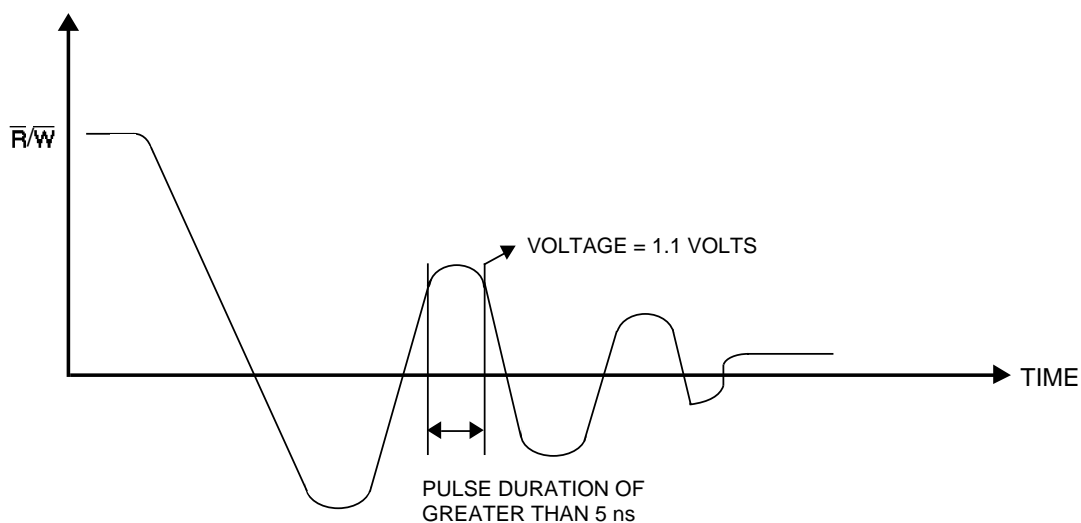 R̅/W̅
VOLTAGE = 1.1 VOLTS
TIME
PULSE DURATION OF
GREATER THAN 5 ns